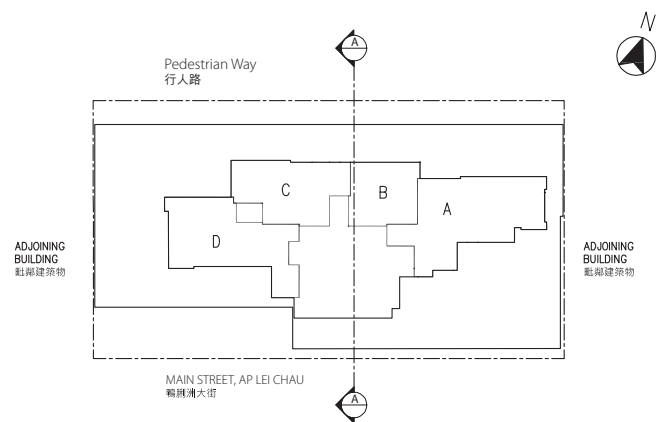 N
A
Pedestrian Way
行人路
C
B
A
D
ADJOINING
BUILDING
毗鄰建築物
ADJOINING
BUILDING
毗鄰建築物
MAIN STREET, AP LEI CHAU
鴨脷洲大街
A